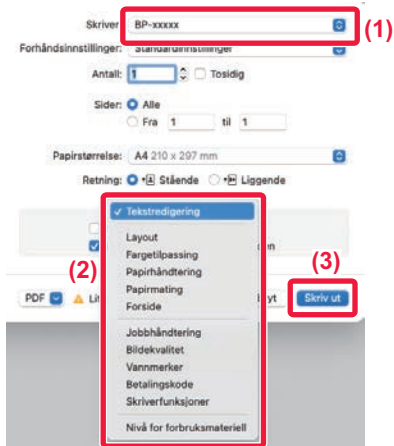 Skriver: BP-xxxxx
(1)
Forhåndsinnstillinger: Standardinnstillinger
Antall: 1 Tosidig
Sider: Alle
Fra 1 til 1
Papirstørrelse: A4 210 x 297 mm
Retning: Stående Liggende
✓ Tekstredigering
Layout
Fargetilpassing
(2)
Papirhåndtering
Papirmating
(3)
PDF
Skriv ut
Forside
Jobbhåndtering
Bildekvalitet
Vannmerker
Betalingskode
Skriverfunksjoner
Nivå for forbruksmateriell